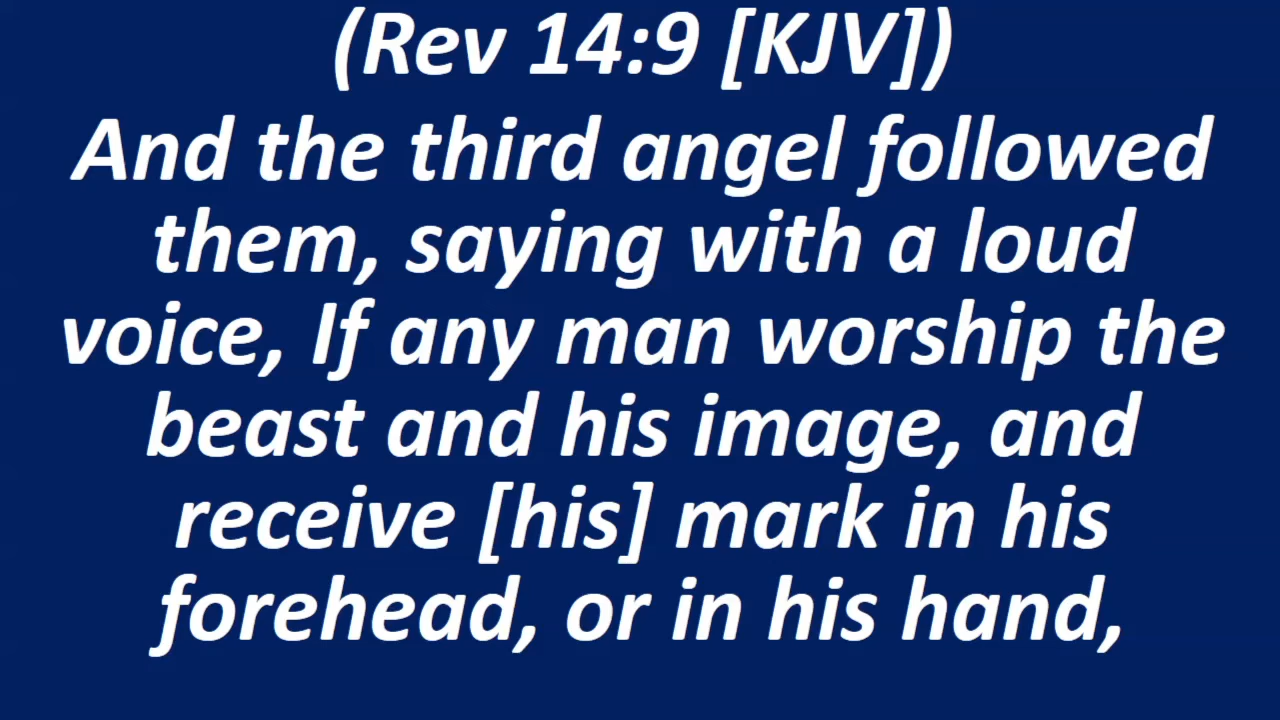 (Rev 14:9 [KJV])
And the third angel followed
them, saying with a loud
voice, If any man worship the
beast and his image, and
receive [his] mark in his
forehead, or in his hand,